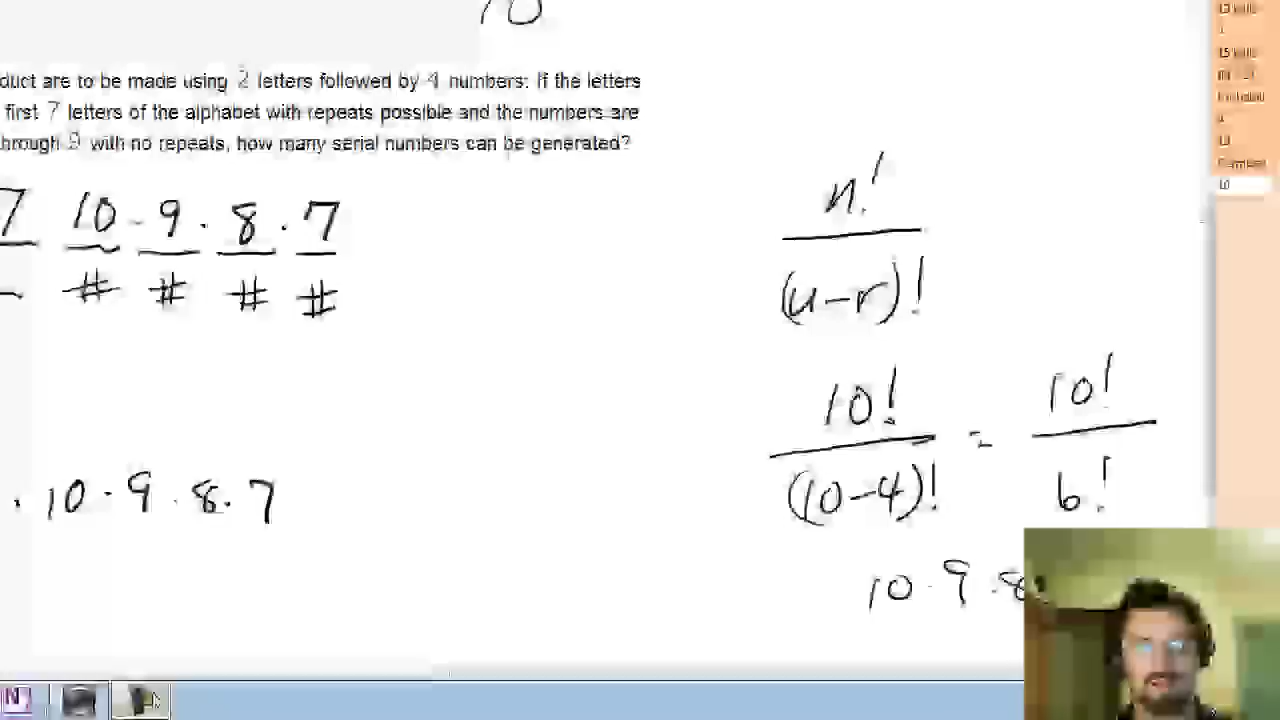 10
duct are to be made using 2 letters followed by 4 numbers: If the letters
first 7 letters of the alphabet with repeats possible and the numbers are
hrough 9 with no repeats, how many serial numbers can be generated?
7 10 · 9 · 8 · 7
# # # #
n!
(n-r)!
10! = 10!
(10-4)! 6!
· 10 · 9 · 8 · 7
10 · 9 · 8
N
10